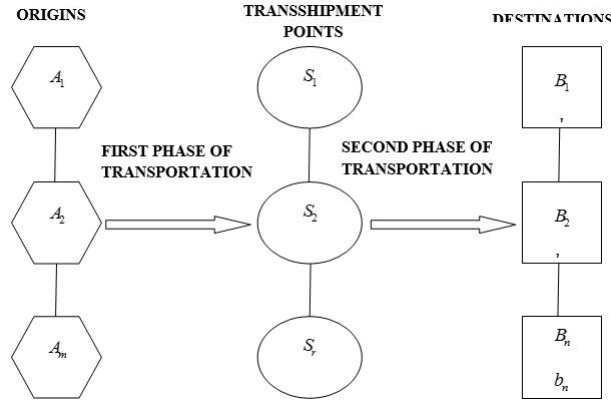 ORIGINS
TRANSSHIPMENT
POINTS
DESTINATIONS
A₁
S₁
B₁
,
FIRST PHASE OF
TRANSPORTATION
SECOND PHASE OF
TRANSPORTATION
A₂
S₂
B₂
,
Aₘ
Sᵣ
Bₙ
bₙ